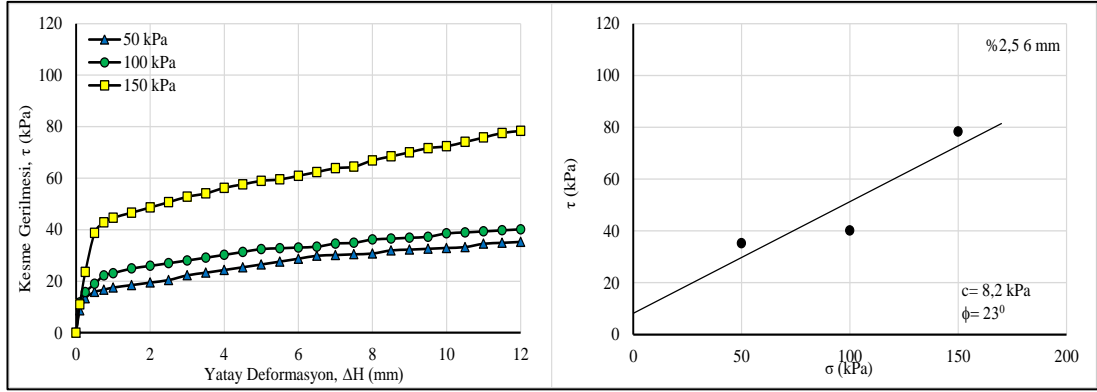 120
100
80
60
40
20
0
Kesme Gerilmesi, τ (kPa)
50 kPa
100 kPa
150 kPa
0 2 4 6 8 10 12
Yatay Deformasyon, ΔH (mm)
120
100
80
60
40
20
0
τ (kPa)
%2,5 6 mm
c= 8,2 kPa
ϕ= 23⁰
0 50 100 150 200
σ (kPa)